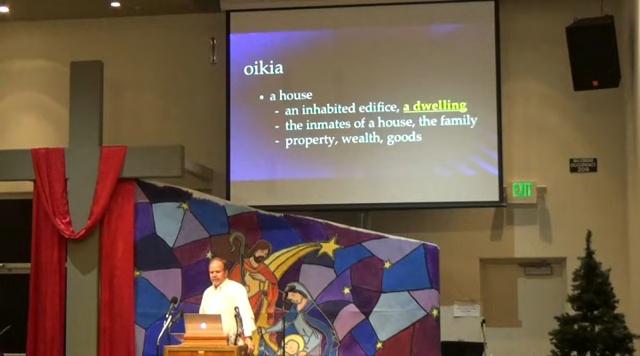 oikia
• a house
- an inhabited edifice, a dwelling
- the inmates of a house, the family
- property, wealth, goods
EXIT